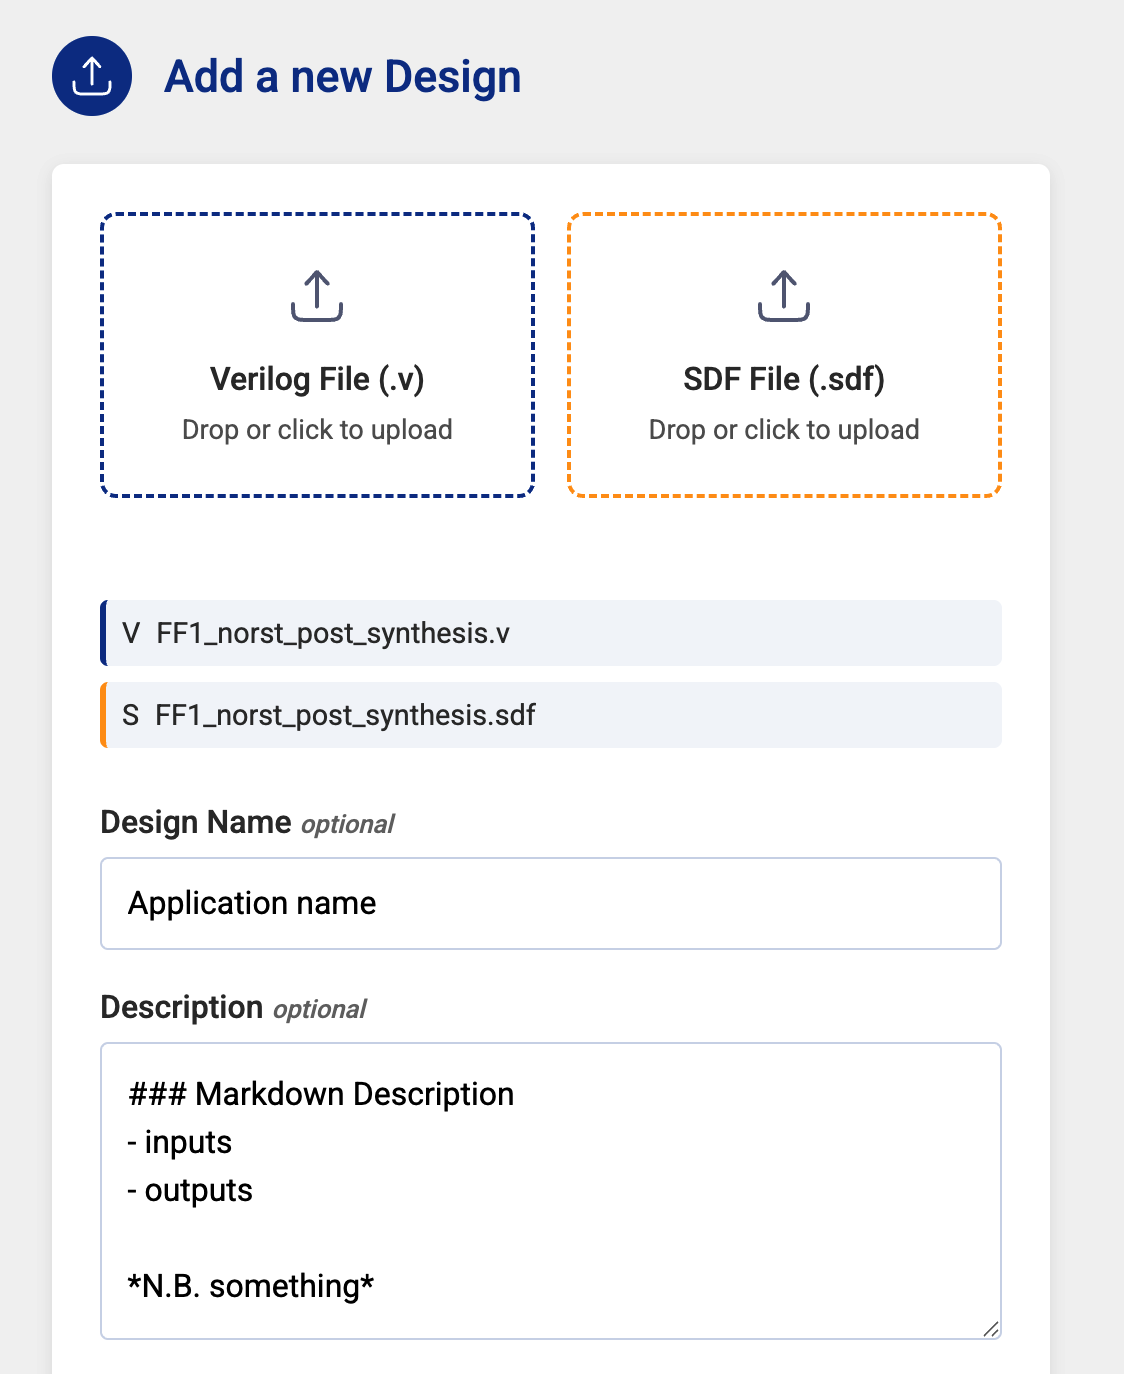 Add a new Design
Verilog File (.v)
Drop or click to upload
SDF File (.sdf)
Drop or click to upload
V FF1_norst_post_synthesis.v
S FF1_norst_post_synthesis.sdf
Design Name optional
Application name
Description optional
### Markdown Description
- inputs
- outputs
*N.B. something*